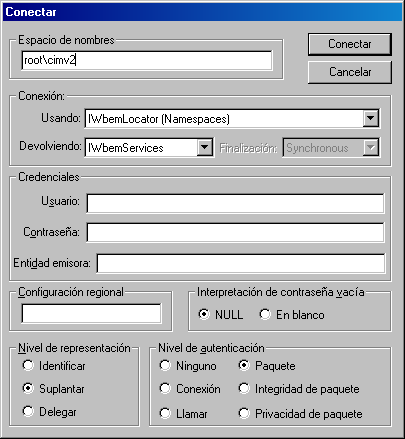 Conectar
Espacio de nombres
root\cimv2
Conectar
Cancelar
Conexión:
Usando: IWbemLocator (Namespaces)
Devolviendo: IWbemServices Finalización: Synchronous
Credenciales
Usuario:
Contraseña:
Entidad emisora:
Configuración regional
Interpretación de contraseña vacía
NULL En blanco
Nivel de representación
Identificar
Suplantar
Delegar
Nivel de autenticación
Ninguno Paquete
Conexión Integridad de paquete
Llamar Privacidad de paquete